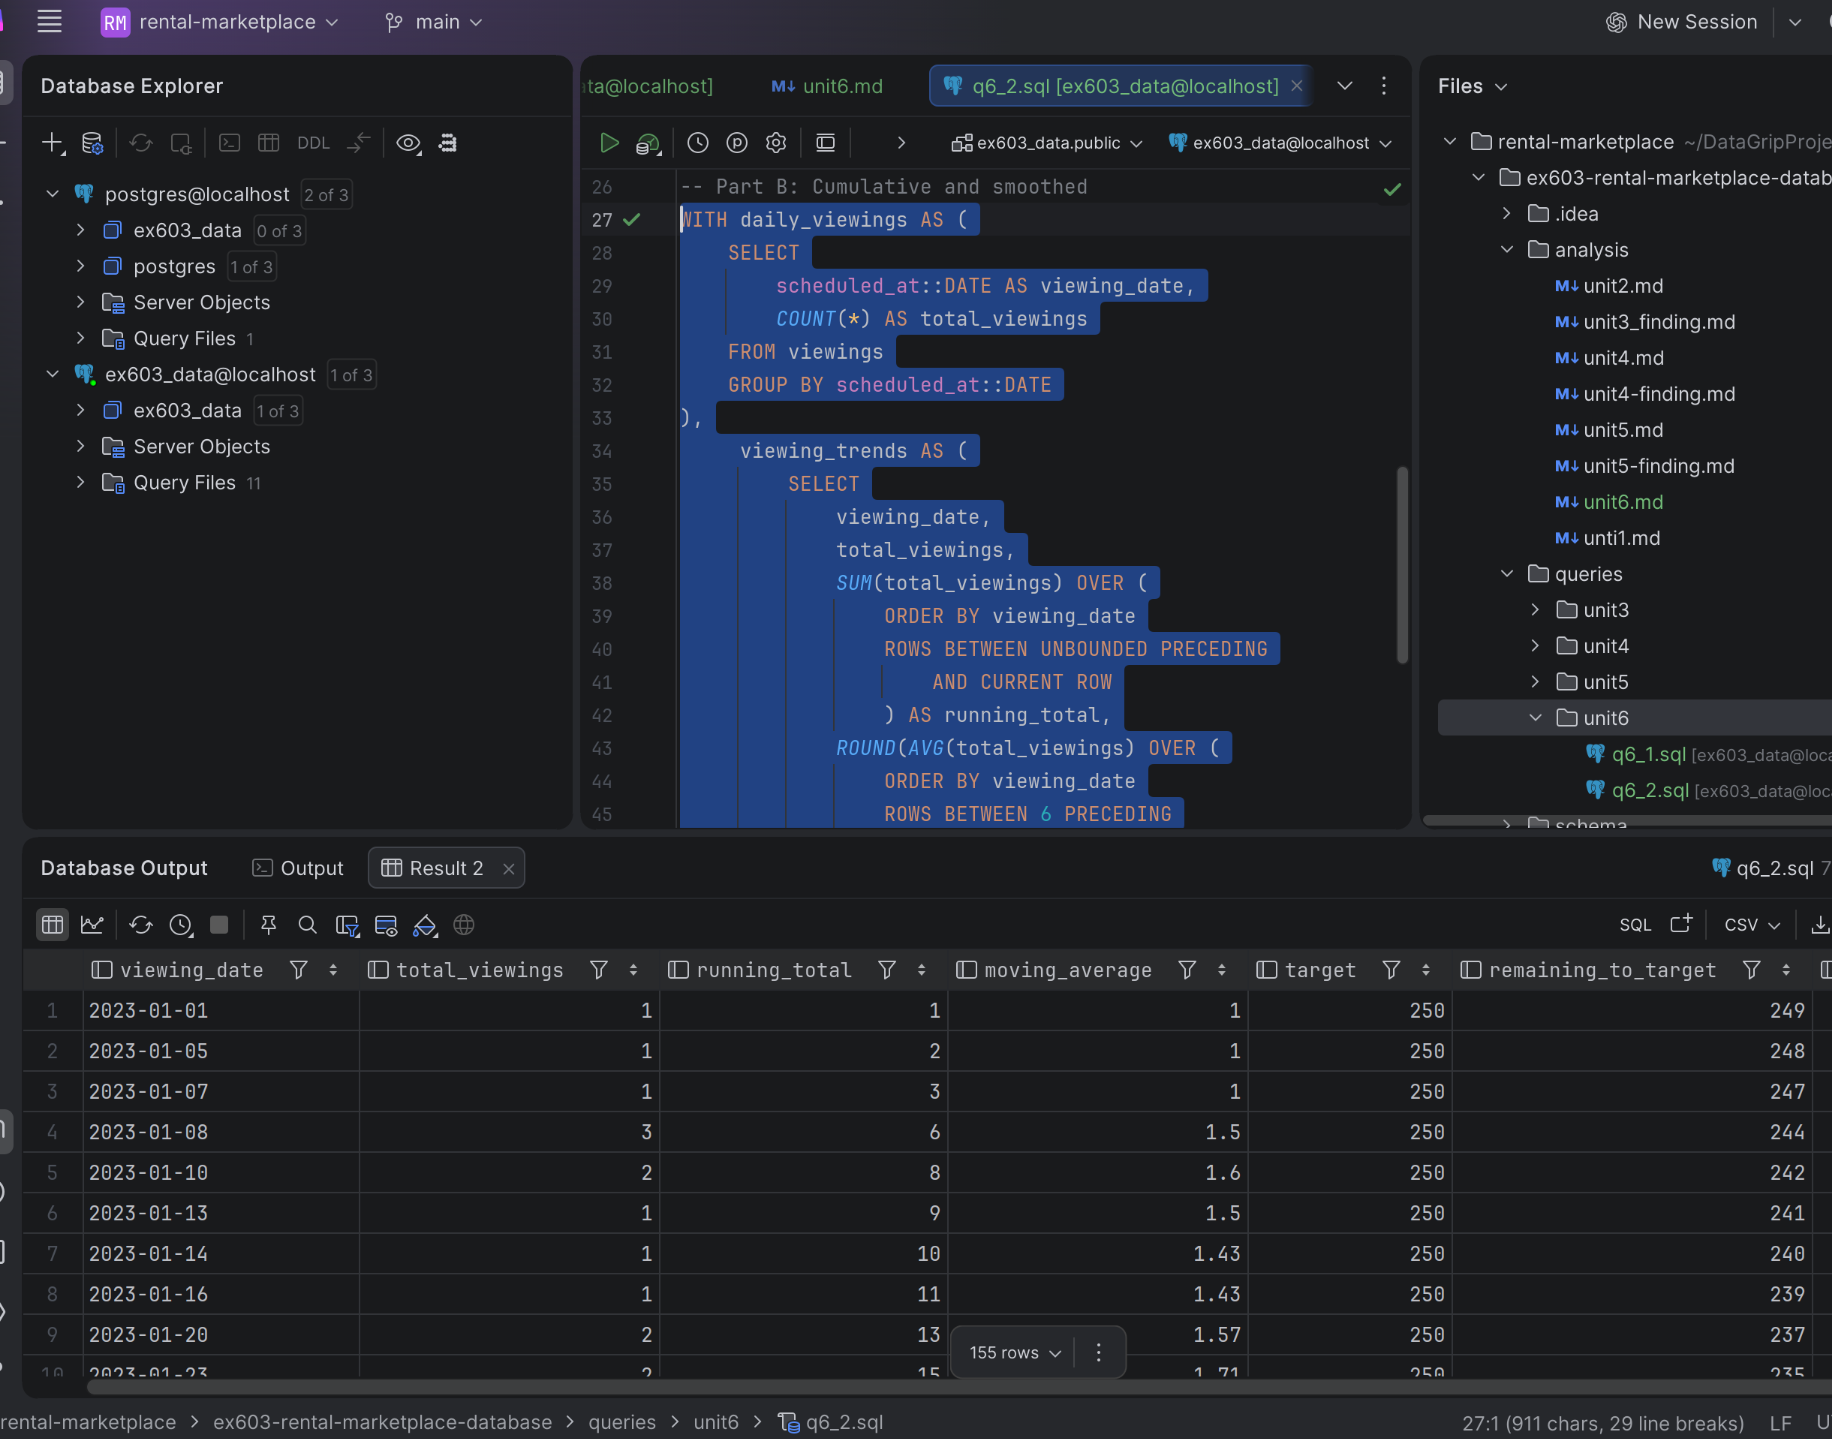 RM rental-marketplace
main
New Session
Database Explorer
DDL
postgres@localhost 2 of 3
ex603_data 0 of 3
postgres 1 of 3
Server Objects
Query Files 1
ex603_data@localhost 1 of 3
ex603_data 1 of 3
Server Objects
Query Files 11
ta@localhost]
M↓ unit6.md
q6_2.sql [ex603_data@localhost]
ex603_data.public
ex603_data@localhost
26 -- Part B: Cumulative and smoothed
27 WITH daily_viewings AS (
28 SELECT
29 scheduled_at::DATE AS viewing_date,
30 COUNT(*) AS total_viewings
31 FROM viewings
32 GROUP BY scheduled_at::DATE
33 ),
34 viewing_trends AS (
35 SELECT
36 viewing_date,
37 total_viewings,
38 SUM(total_viewings) OVER (
39 ORDER BY viewing_date
40 ROWS BETWEEN UNBOUNDED PRECEDING
41 AND CURRENT ROW
42 ) AS running_total,
43 ROUND(AVG(total_viewings) OVER (
44 ORDER BY viewing_date
45 ROWS BETWEEN 6 PRECEDING
Files
rental-marketplace ~/DataGripProje
ex603-rental-marketplace-datab
.idea
analysis
M↓ unit2.md
M↓ unit3_finding.md
M↓ unit4.md
M↓ unit4-finding.md
M↓ unit5.md
M↓ unit5-finding.md
M↓ unit6.md
M↓ unti1.md
queries
unit3
unit4
unit5
unit6
q6_1.sql [ex603_data@loca
q6_2.sql [ex603_data@loc
schema
Database Output
Output
Result 2
q6_2.sql 7
SQL
CSV
viewing_date total_viewings running_total moving_average target remaining_to_target
1 2023-01-01 1 1 1 250 249
2 2023-01-05 1 2 1 250 248
3 2023-01-07 1 3 1 250 247
4 2023-01-08 3 6 1.5 250 244
5 2023-01-10 2 8 1.6 250 242
6 2023-01-13 1 9 1.5 250 241
7 2023-01-14 1 10 1.43 250 240
8 2023-01-16 1 11 1.43 250 239
9 2023-01-20 2 13 1.57 250 237
10 2023-01-23 2 15 1.71 250 235
155 rows
rental-marketplace > ex603-rental-marketplace-database > queries > unit6 > q6_2.sql
27:1 (911 chars, 29 line breaks)
LF
U